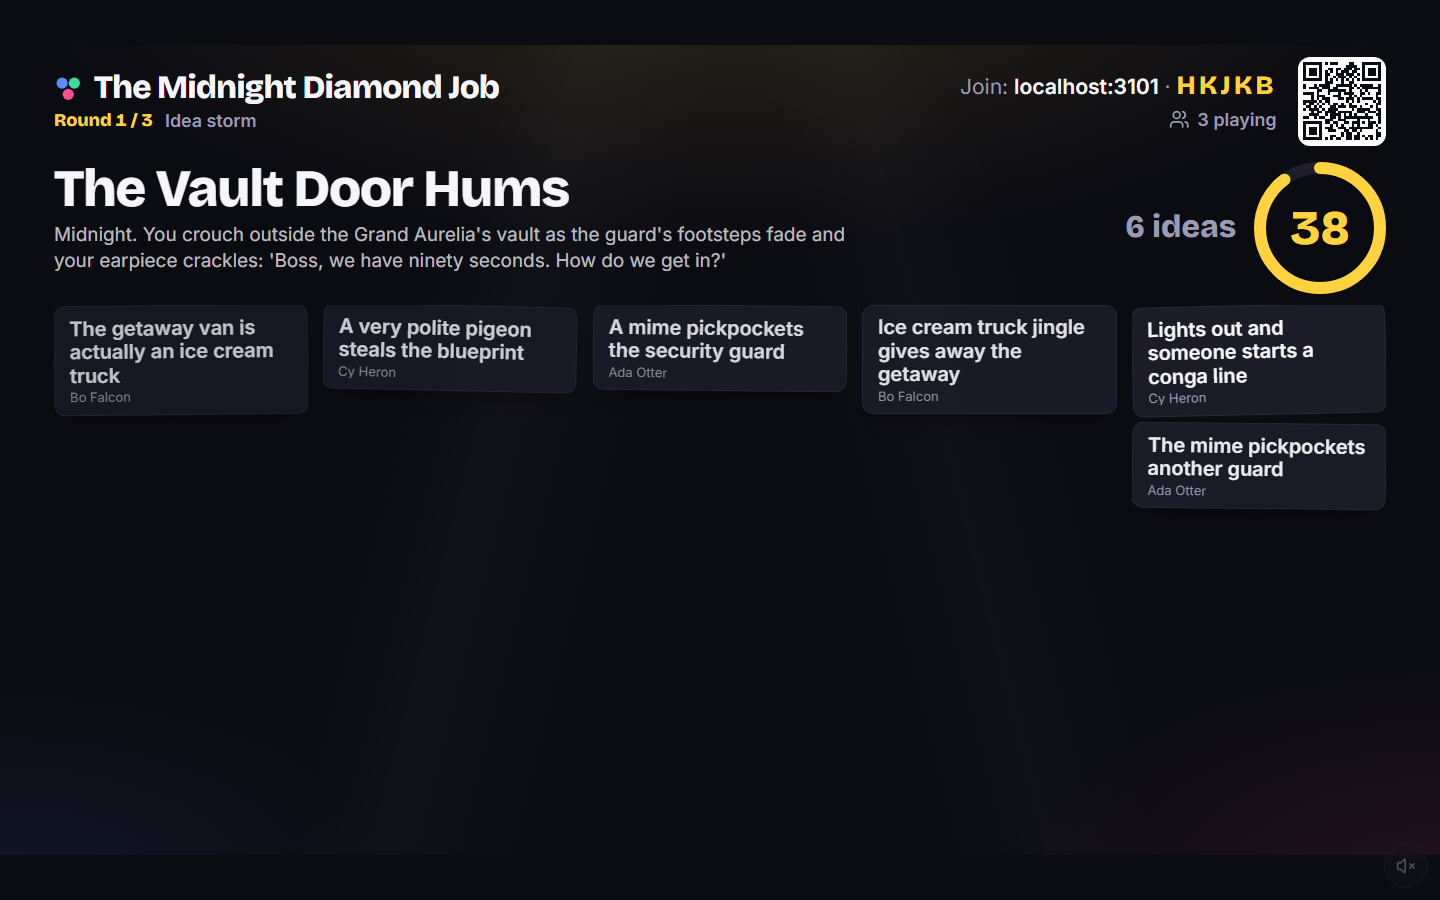 The Midnight Diamond Job
Join: localhost:3101 · HKJKB
Round 1 / 3 Idea storm
3 playing
The Vault Door Hums
Midnight. You crouch outside the Grand Aurelia's vault as the guard's footsteps fade and
your earpiece crackles: 'Boss, we have ninety seconds. How do we get in?'
6 ideas
38
The getaway van is
actually an ice cream
truck
Bo Falcon
A very polite pigeon
steals the blueprint
Cy Heron
A mime pickpockets
the security guard
Ada Otter
Ice cream truck jingle
gives away the
getaway
Bo Falcon
Lights out and
someone starts a
conga line
Cy Heron
The mime pickpockets
another guard
Ada Otter